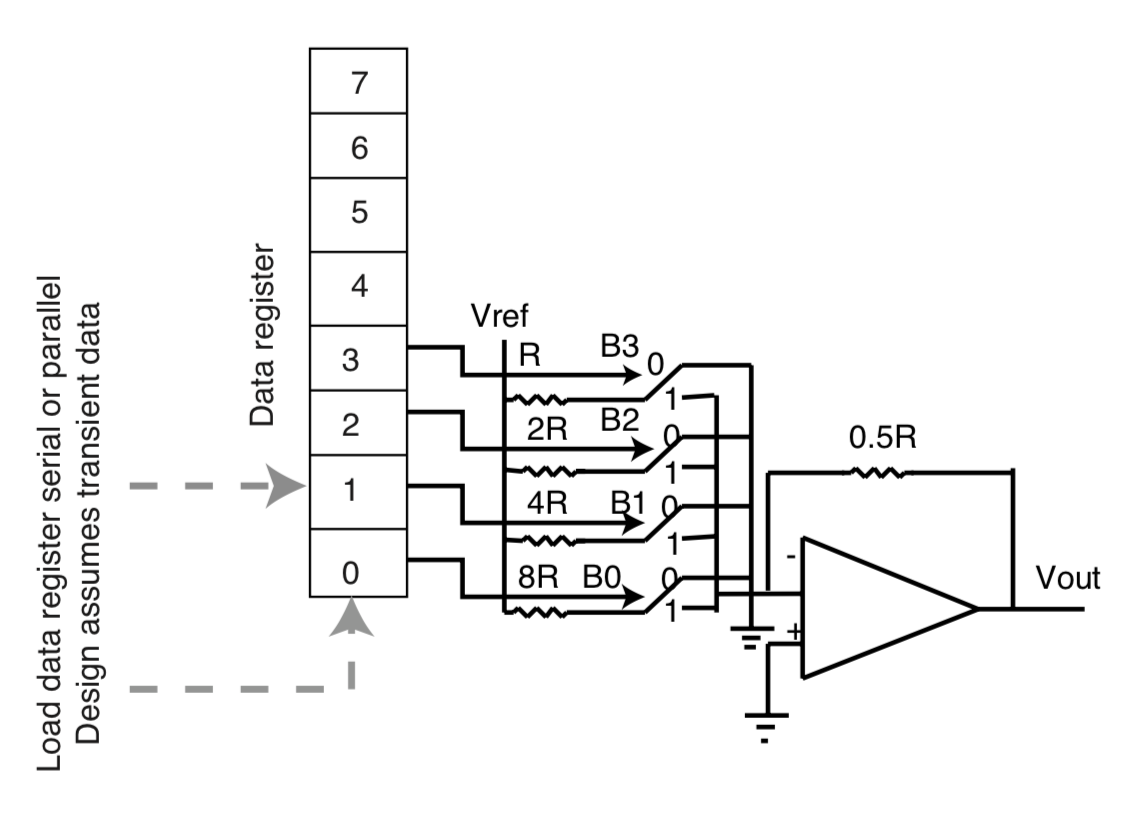 Load data register serial or parallel
Design assumes transient data
Data register
7
6
5
4
3
2
1
0
Vref
R
B3
0
1
2R
B2
0
1
4R
B1
0
1
8R
B0
0
1
0.5R
-
+
Vout